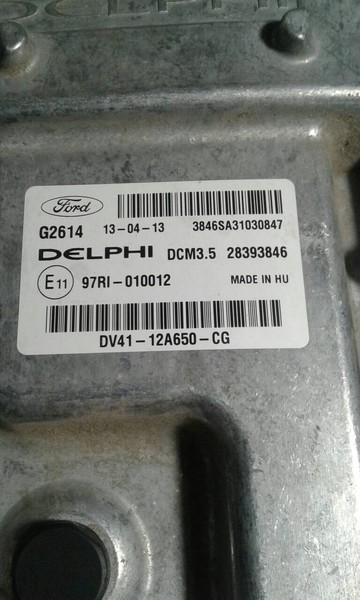 DELPHI
Ford
G2614 13-04-13 3846SA31030847
DELPHI DCM3.5 28393846
E11 97RI-010012 MADE IN HU
DV41-12A650-CG